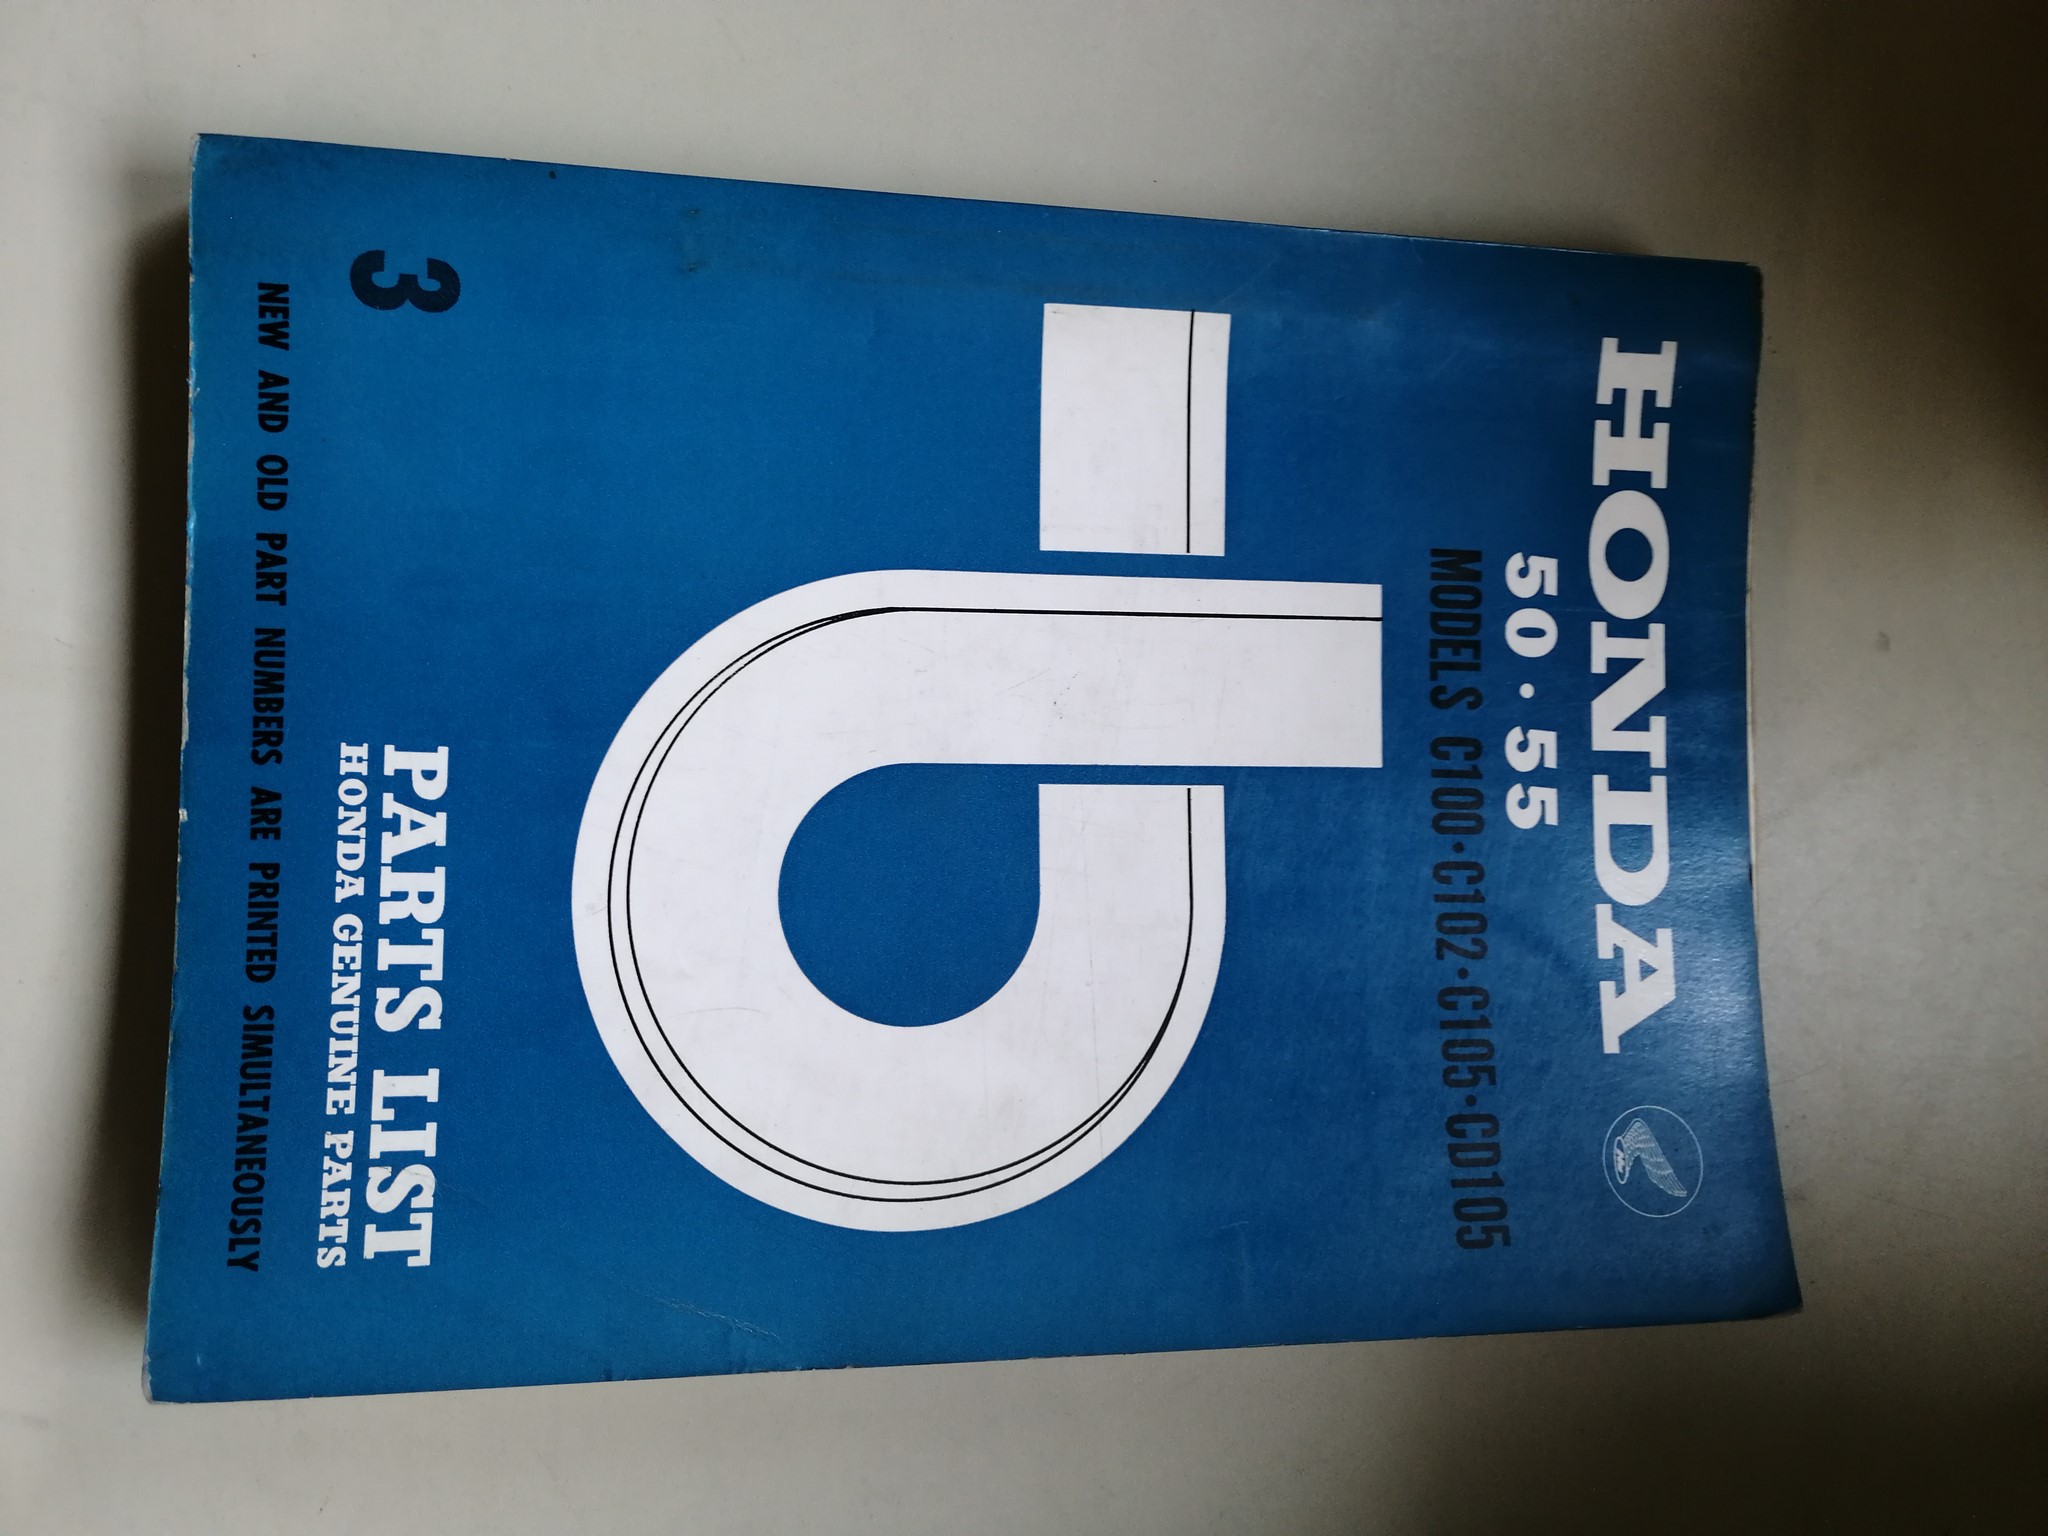 HONDA
50·55
MODELS C100·C102·C105·CD105
3
PARTS LIST
HONDA GENUINE PARTS
NEW AND OLD PART NUMBERS ARE PRINTED SIMULTANEOUSLY